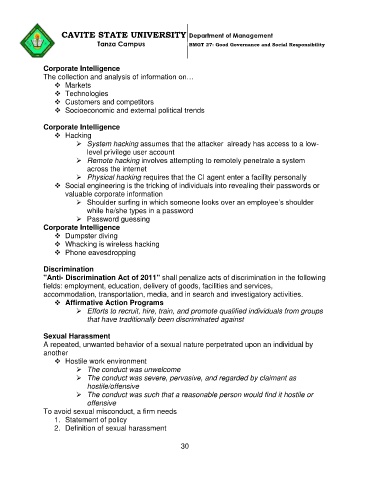 CAVITE STATE UNIVERSITY Department of Management
Tanza Campus BMGT 27- Good Governance and Social Responsibility
Corporate Intelligence
The collection and analysis of information on…
❖ Markets
❖ Technologies
❖ Customers and competitors
❖ Socioeconomic and external political trends
Corporate Intelligence
❖ Hacking
➢ System hacking assumes that the attacker already has access to a low-
level privilege user account
➢ Remote hacking involves attempting to remotely penetrate a system
across the internet
➢ Physical hacking requires that the CI agent enter a facility personally
❖ Social engineering is the tricking of individuals into revealing their passwords or
valuable corporate information
➢ Shoulder surfing in which someone looks over an employee's shoulder
while he/she types in a password
➢ Password guessing
Corporate Intelligence
❖ Dumpster diving
❖ Whacking is wireless hacking
❖ Phone eavesdropping
Discrimination
"Anti- Discrimination Act of 2011" shall penalize acts of discrimination in the following
fields: employment, education, delivery of goods, facilities and services,
accommodation, transportation, media, and in search and investigatory activities.
❖ Affirmative Action Programs
➢ Efforts to recruit, hire, train, and promote qualified individuals from groups
that have traditionally been discriminated against
Sexual Harassment
A repeated, unwanted behavior of a sexual nature perpetrated upon an individual by
another
❖ Hostile work environment
➢ The conduct was unwelcome
➢ The conduct was severe, pervasive, and regarded by claimant as
hostile/offensive
➢ The conduct was such that a reasonable person would find it hostile or
offensive
To avoid sexual misconduct, a firm needs
1. Statement of policy
2. Definition of sexual harassment
30